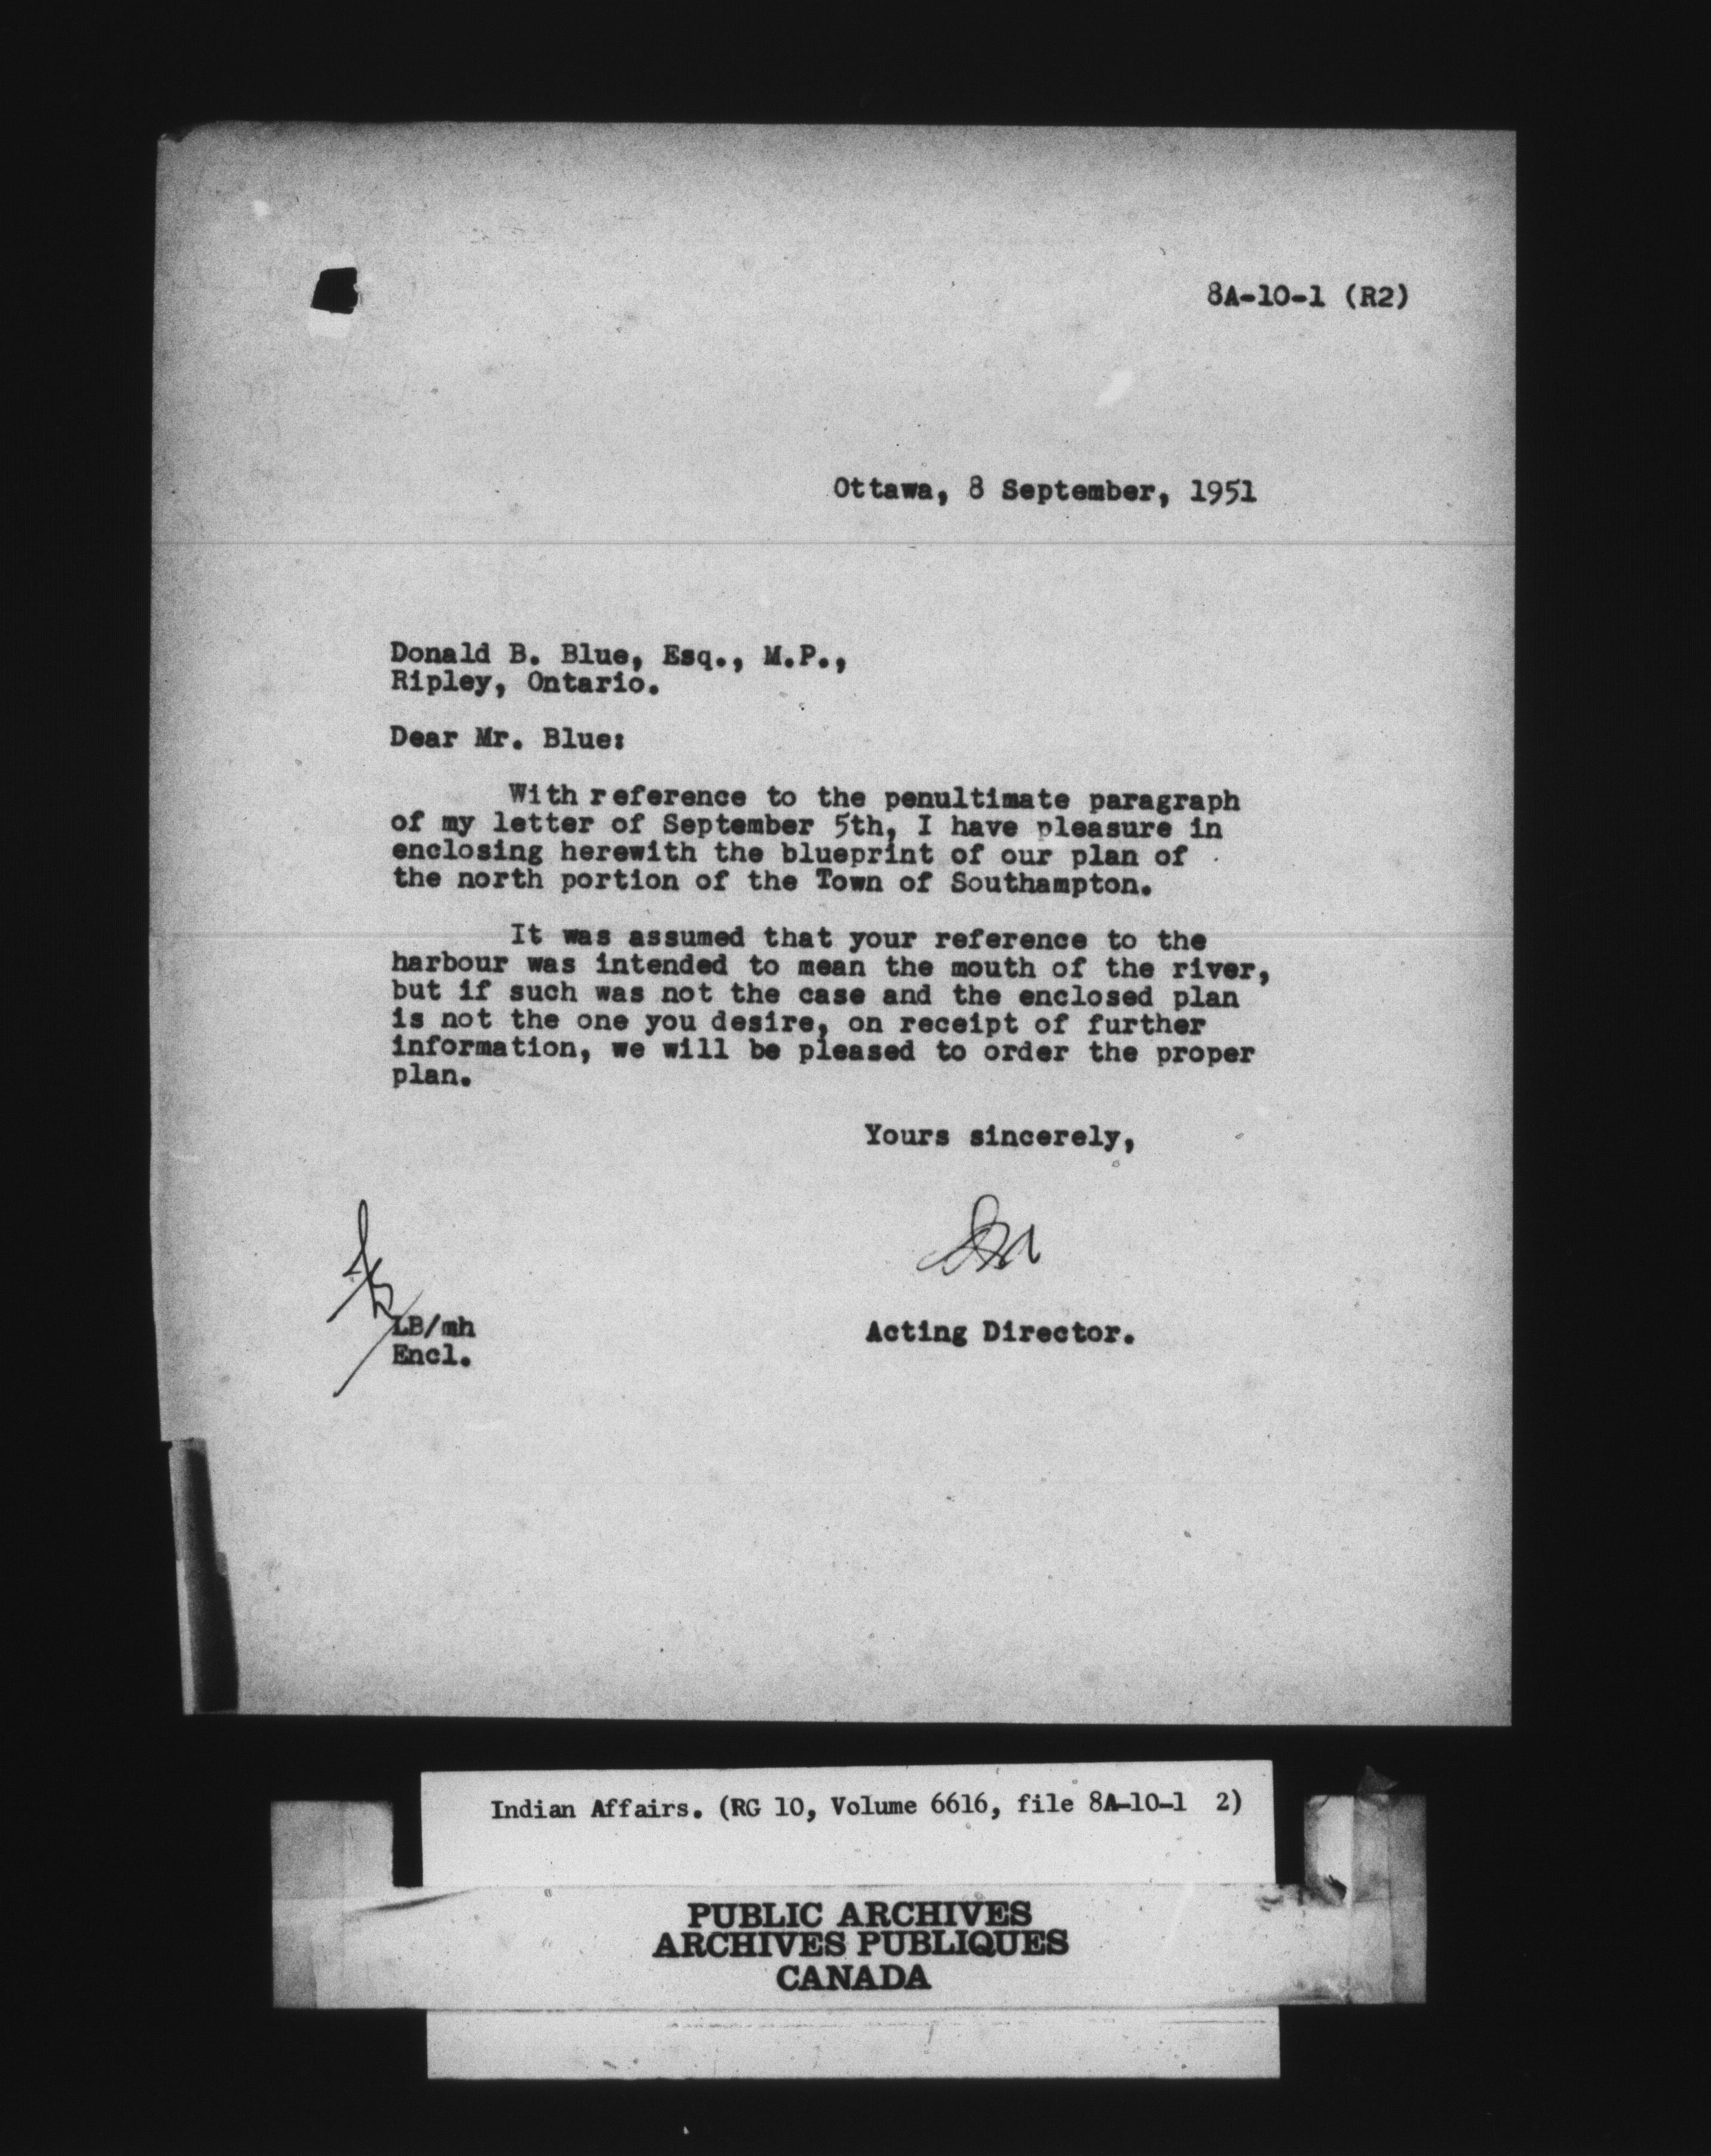 8A-10-1 (R2)
Ottawa, 8 September, 1951
Donald B. Blue, Esq., M.P.,
Ripley, Ontario.
Dear Mr. Blue:
With reference to the penultimate paragraph
of my letter of September 5th, I have pleasure in
enclosing herewith the blueprint of our plan of
the north portion of the Town of Southampton.
It was assumed that your reference to the
harbour was intended to mean the mouth of the river,
but if such was not the case and the enclosed plan
is not the one you desire, on receipt of further
information, we will be pleased to order the proper
plan.
Yours sincerely,
LB/mh
Acting Director.
Encl.
Indian Affairs. (RG 10, Volume 6616, file 8A-10-1 2)
PUBLIC ARCHIVES
ARCHIVES PUBLIQUES
CANADA